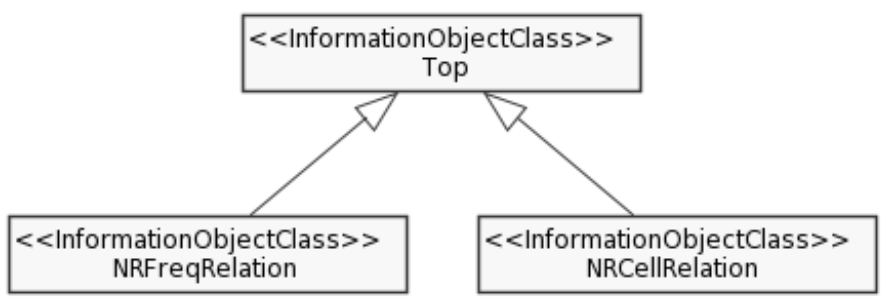 <<InformationObjectClass>>
Top
<<InformationObjectClass>>
NRFreqRelation
<<InformationObjectClass>>
NRCellRelation